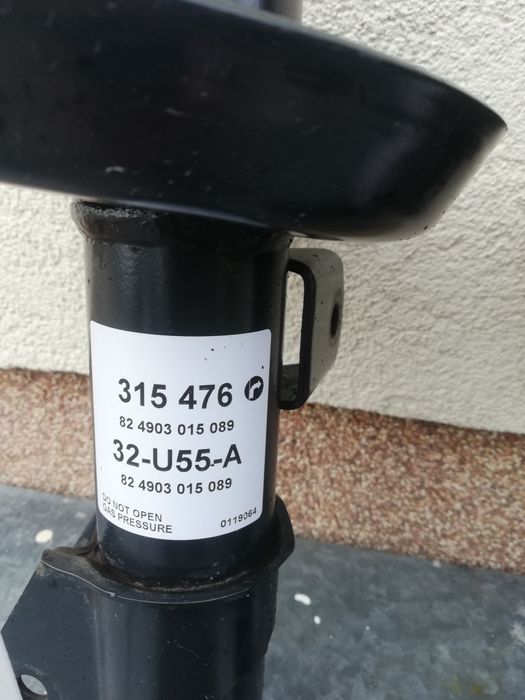 315 476
82 4903 015 089
32-U55-A
82 4903 015 089
DO NOT OPEN
GAS PRESSURE
0119064